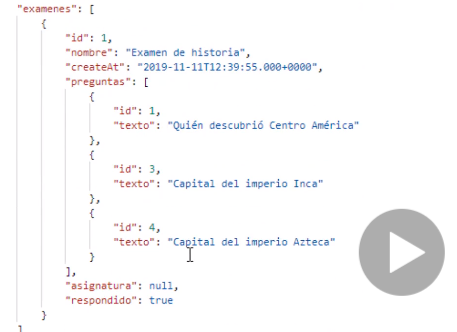 "examenes": [
{
"id": 1,
"nombre": "Examen de historia",
"createAt": "2019-11-11T12:39:55.000+0000",
"preguntas": [
{
"id": 1,
"texto": "Quién descubrió Centro América"
},
{
"id": 3,
"texto": "Capital del imperio Inca"
},
{
"id": 4,
"texto": "Capital del imperio Azteca"
}
],
"asignatura": null,
"respondido": true
}
]